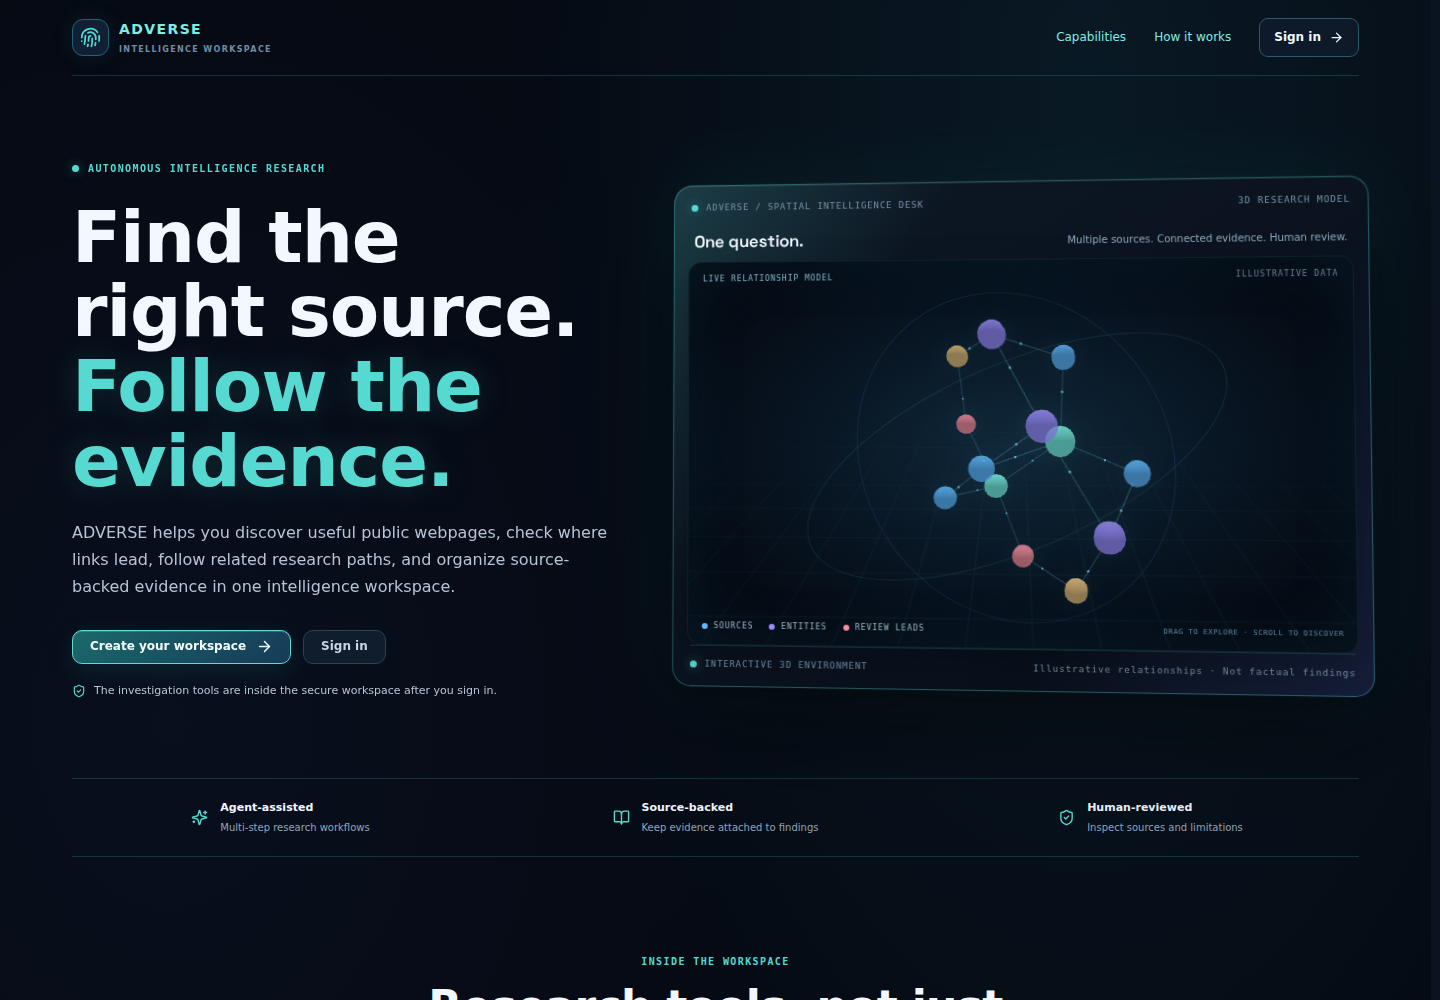 ADVERSE
INTELLIGENCE WORKSPACE
Capabilities
How it works
Sign in
AUTONOMOUS INTELLIGENCE RESEARCH
Find the
right source.
Follow the
evidence.
ADVERSE helps you discover useful public webpages, check where
links lead, follow related research paths, and organize source-
backed evidence in one intelligence workspace.
Create your workspace
Sign in
The investigation tools are inside the secure workspace after you sign in.
ADVERSE / SPATIAL INTELLIGENCE DESK
3D RESEARCH MODEL
One question.
Multiple sources. Connected evidence. Human review.
LIVE RELATIONSHIP MODEL
ILLUSTRATIVE DATA
SOURCES
ENTITIES
REVIEW LEADS
DRAG TO EXPLORE · SCROLL TO DISCOVER
INTERACTIVE 3D ENVIRONMENT
Illustrative relationships · Not factual findings
Agent-assisted
Multi-step research workflows
Source-backed
Keep evidence attached to findings
Human-reviewed
Inspect sources and limitations
INSIDE THE WORKSPACE
Research tools, not just